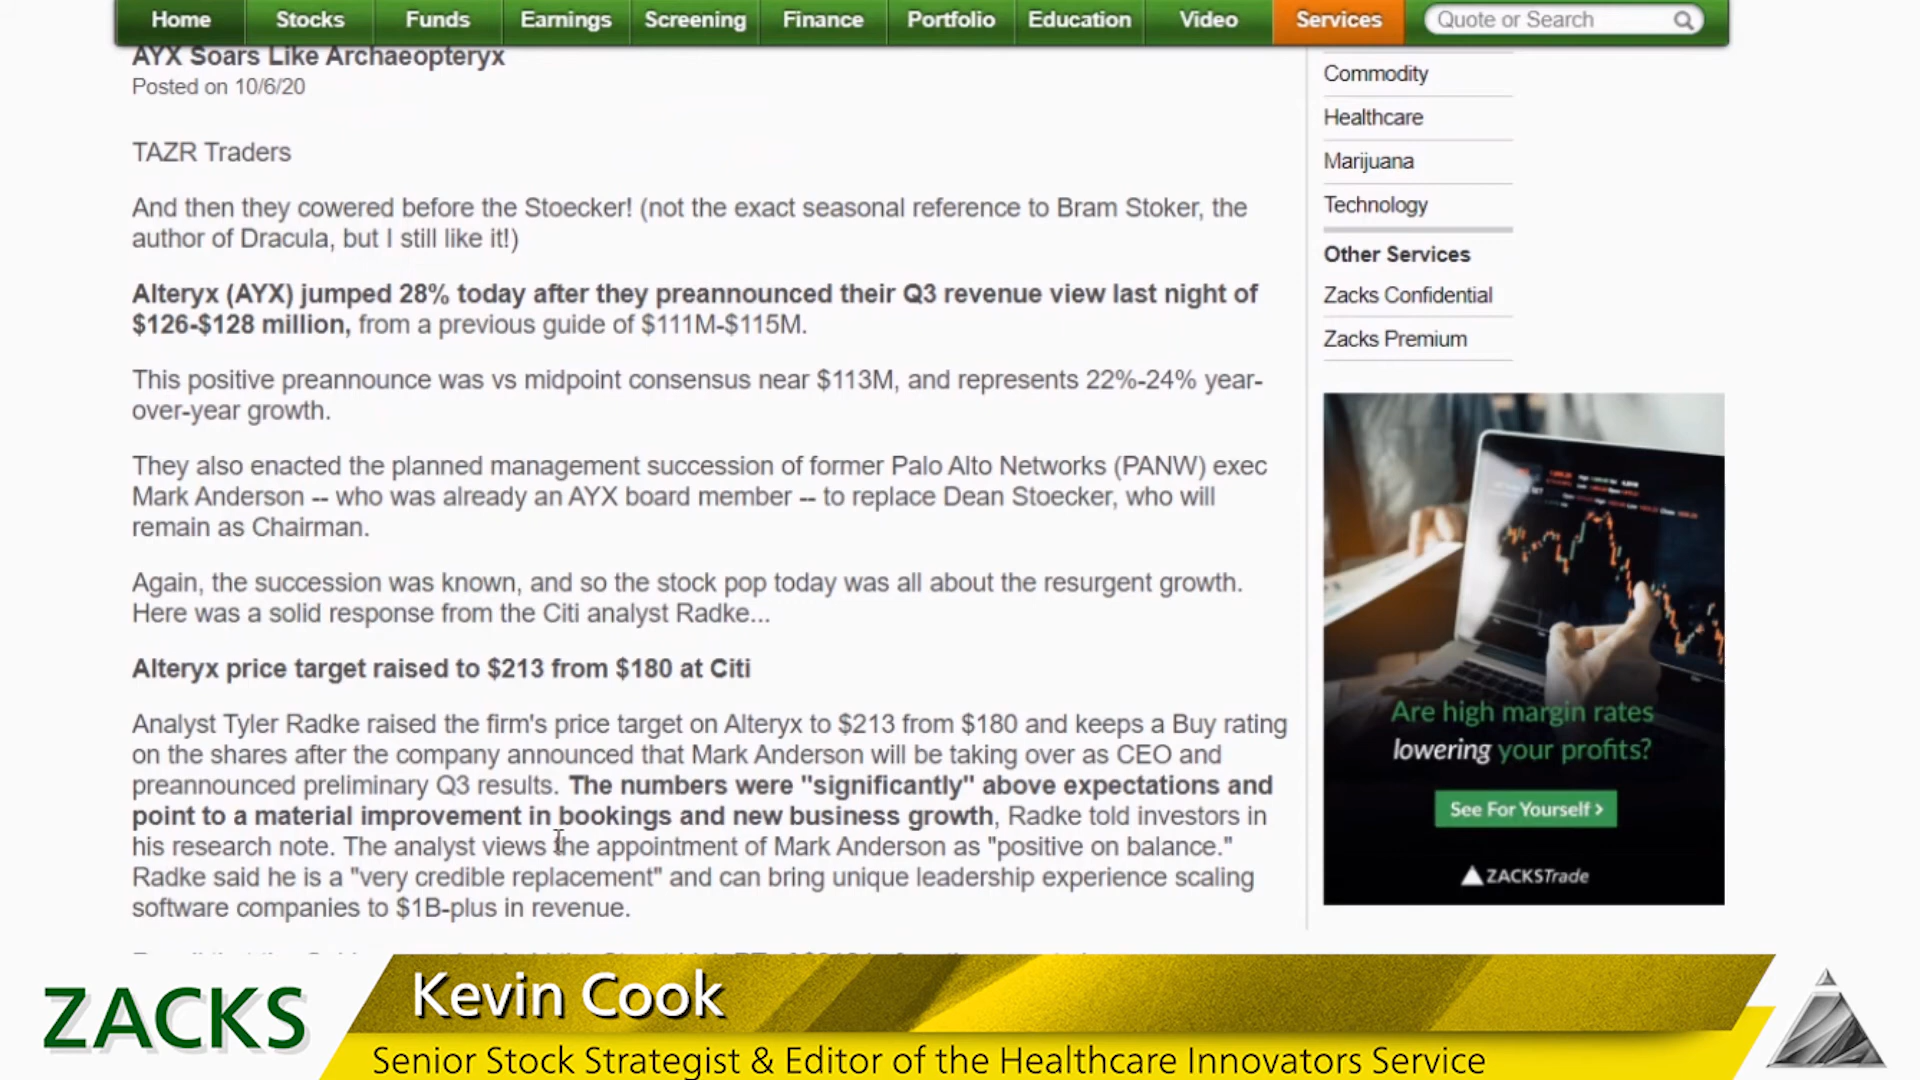 Home Stocks Funds Earnings Screening Finance Portfolio Education Video Services Quote or Search
AYX Soars Like Archaeopteryx
Posted on 10/6/20
TAZR Traders
And then they cowered before the Stoecker! (not the exact seasonal reference to Bram Stoker, the
author of Dracula, but I still like it!)
Alteryx (AYX) jumped 28% today after they preannounced their Q3 revenue view last night of
$126-$128 million, from a previous guide of $111M-$115M.
This positive preannounce was vs midpoint consensus near $113M, and represents 22%-24% year-
over-year growth.
They also enacted the planned management succession of former Palo Alto Networks (PANW) exec
Mark Anderson -- who was already an AYX board member -- to replace Dean Stoecker, who will
remain as Chairman.
Again, the succession was known, and so the stock pop today was all about the resurgent growth.
Here was a solid response from the Citi analyst Radke...
Alteryx price target raised to $213 from $180 at Citi
Analyst Tyler Radke raised the firm's price target on Alteryx to $213 from $180 and keeps a Buy rating
on the shares after the company announced that Mark Anderson will be taking over as CEO and
preannounced preliminary Q3 results. The numbers were "significantly" above expectations and
point to a material improvement in bookings and new business growth, Radke told investors in
his research note. The analyst views the appointment of Mark Anderson as "positive on balance."
Radke said he is a "very credible replacement" and can bring unique leadership experience scaling
software companies to $1B-plus in revenue.
Commodity
Healthcare
Marijuana
Technology
Other Services
Zacks Confidential
Zacks Premium
Are high margin rates
lowering your profits?
See For Yourself >
ZACKSTrade
ZACKS
Kevin Cook
Senior Stock Strategist & Editor of the Healthcare Innovators Service